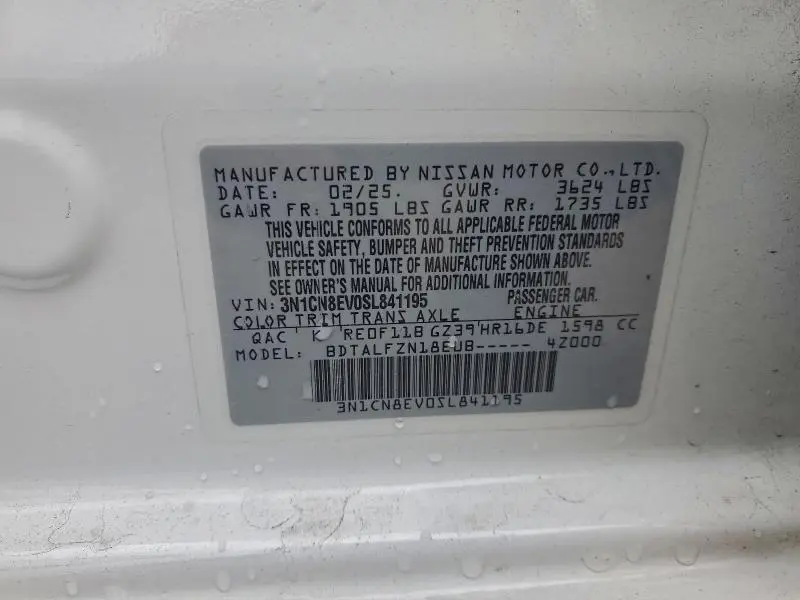 MANUFACTURED BY NISSAN MOTOR CO.,LTD.
DATE: 02/25. GVWR: 3624 LBS
GAWR FR: 1905 LBS GAWR RR: 1735 LBS
THIS VEHICLE CONFORMS TO ALL APPLICABLE FEDERAL MOTOR
VEHICLE SAFETY, BUMPER AND THEFT PREVENTION STANDARDS
IN EFFECT ON THE DATE OF MANUFACTURE SHOWN ABOVE.
SEE OWNER'S MANUAL FOR ADDITIONAL INFORMATION.
VIN: 3N1CN8EV0SL841195 PASSENGER CAR.
COLOR TRIM TRANS AXLE ENGINE
QAC K RE0F11B GZ39 HR16DE 1598 CC
MODEL: BDTALFZN18EUB----- 4Z000
3N1CN8EV0SL841195